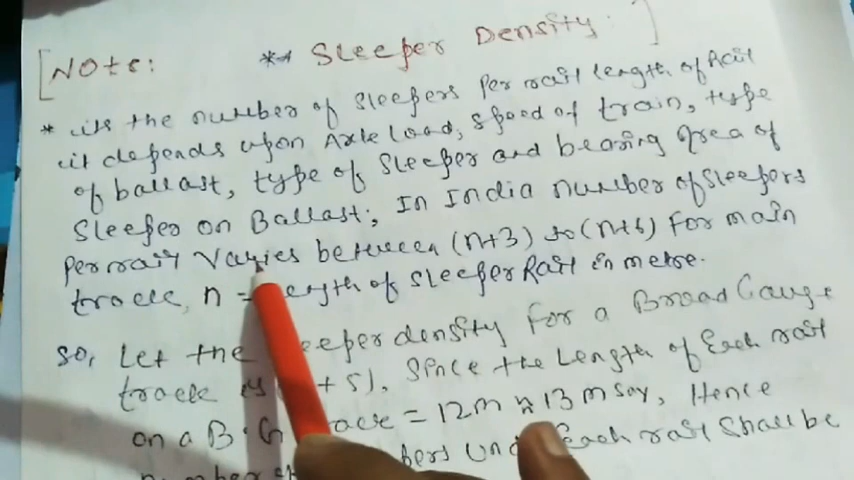 [Note: ** Sleeper Density: ]
* its the number of sleepers per rail length of Rail
it depends upon Axle load, speed of train, type
of ballast, type of sleeper and bearing area of
Sleeper on Ballast; In India number of sleepers
per rail varies between (n+3) to (n+6) for main
track, n = length of sleeper Rail in metre.
So, Let the density for a Broad Gauge
track is + 5), Since the Length of Each rail
on a B.G = 12m ≈ 13m say, Hence
Each rail shall be